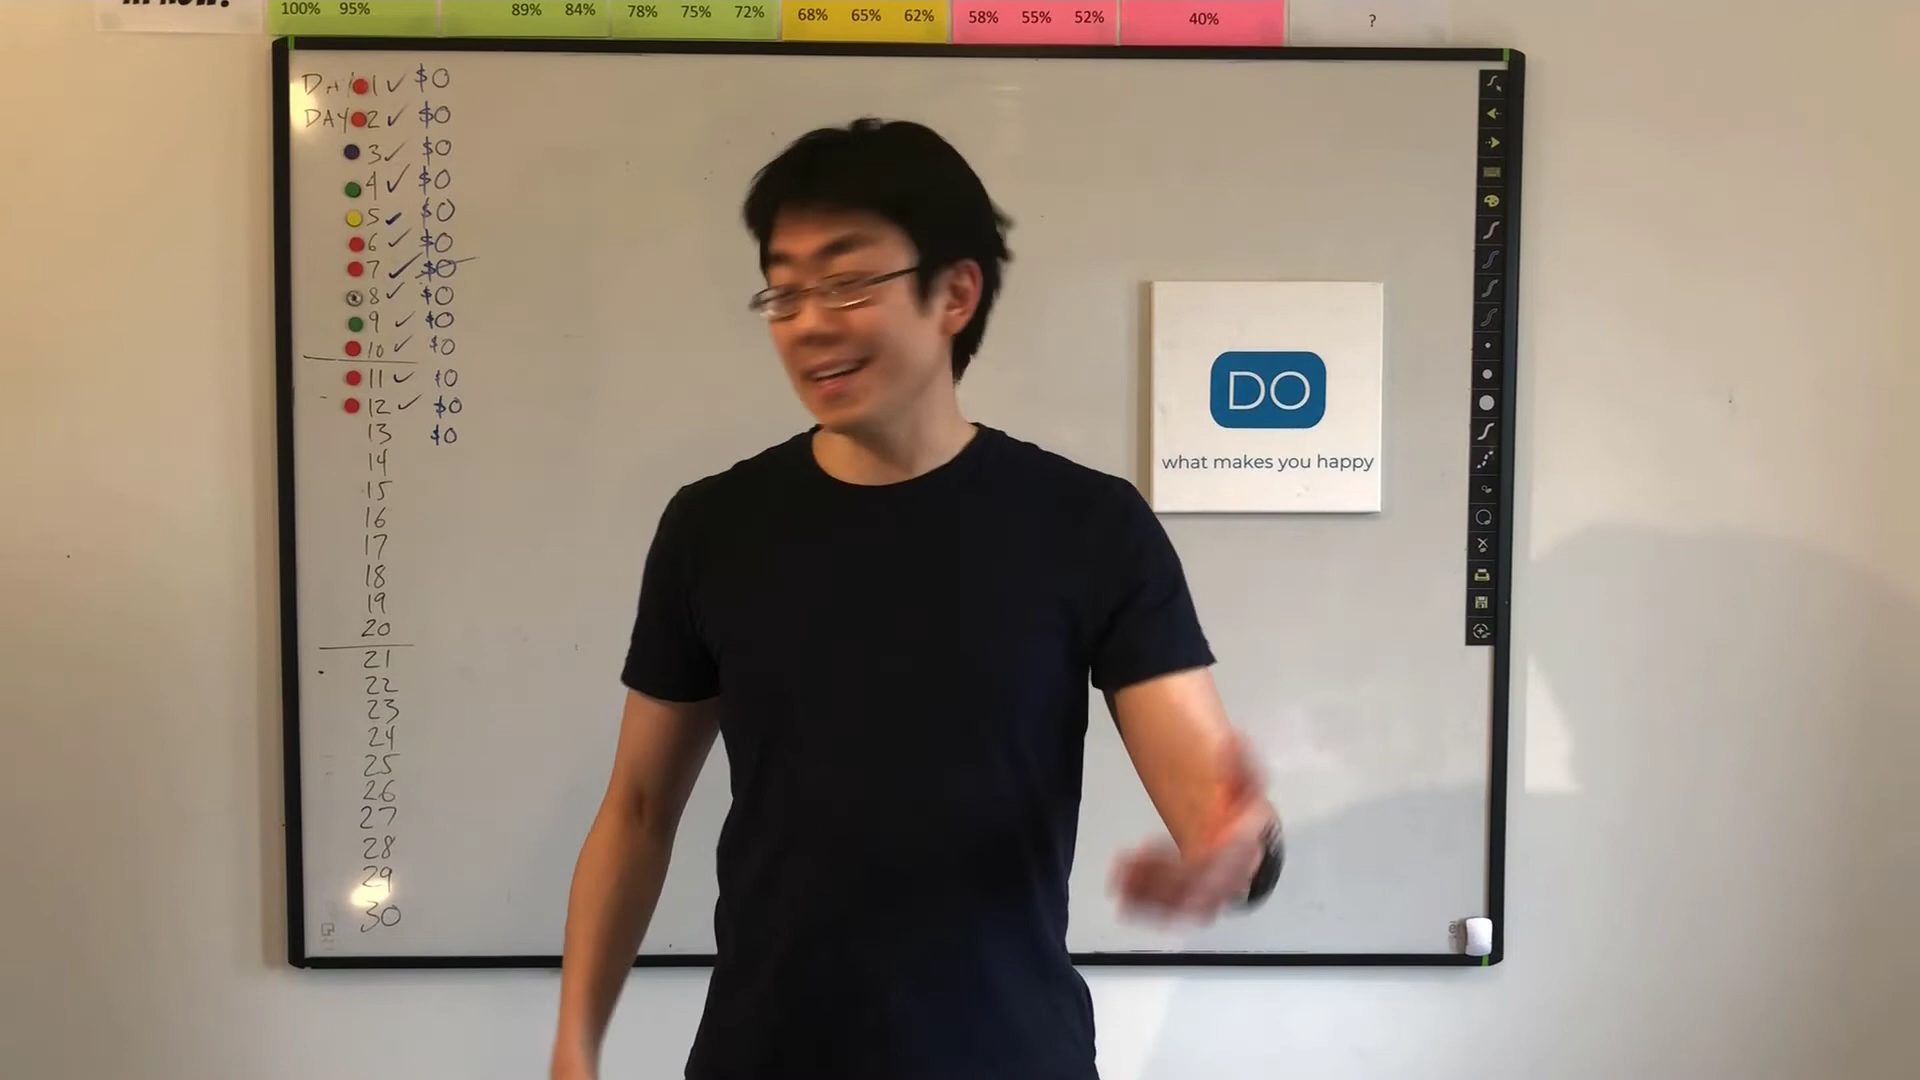 100% 95% 89% 84% 78% 75% 72% 68% 65% 62% 58% 55% 52% 40% ?
DAY 1 ✓ $0
DAY 2 ✓ $0
3 ✓ $0
4 ✓ $0
5 ✓ $0
6 ✓ $0
7 ✓ $0
8 ✓ $0
9 ✓ $0
10 ✓ $0
11 ✓ $0
12 ✓ $0
13 $0
14
15
16
17
18
19
20
21
22
23
24
25
26
27
28
29
30
DO
what makes you happy